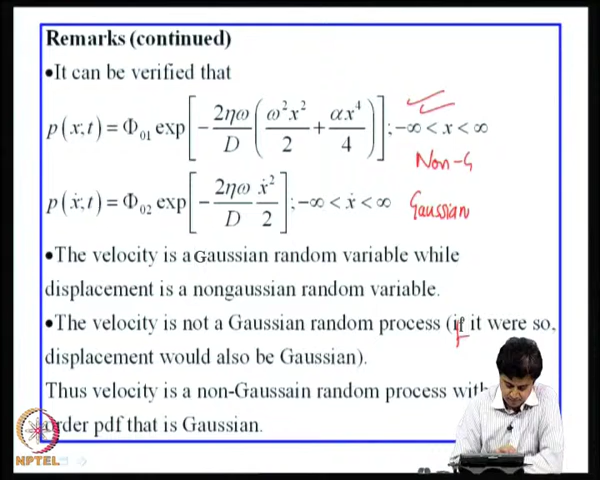 Remarks (continued)
•It can be verified that
p(x;t) = Φ₀₁ exp[−2ηω/D (ω²x²/2 + αx⁴/4)]; −∞ < x < ∞
Non-G
p(ẋ;t) = Φ₀₂ exp[−2ηω/D ẋ²/2]; −∞ < ẋ < ∞ Gaussian
•The velocity is a Gaussian random variable while
displacement is a nongaussian random variable.
•The velocity is not a Gaussian random process (if it were so,
displacement would also be Gaussian).
Thus velocity is a non-Gaussain random process with
order pdf that is Gaussian.
NPTEL